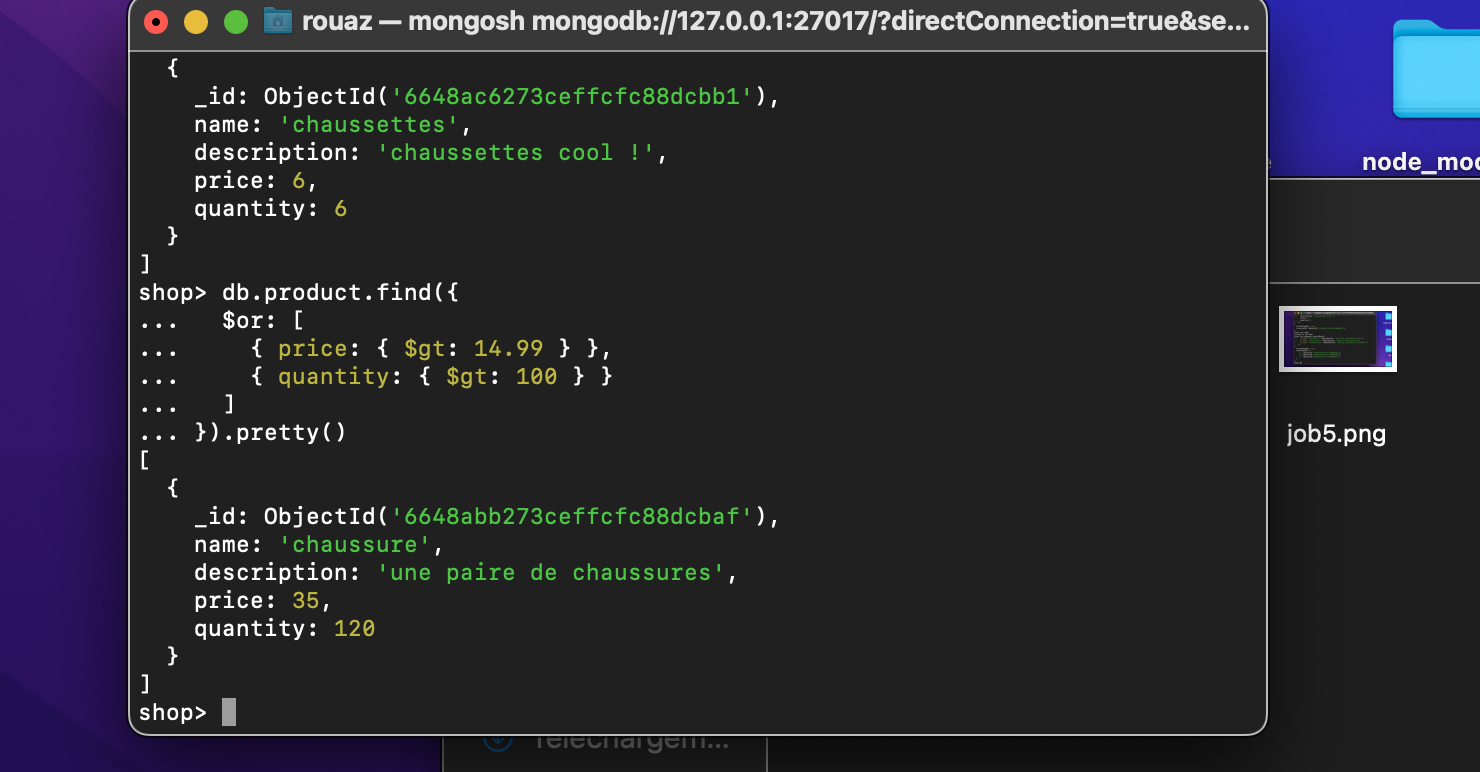 rouaz — mongosh mongodb://127.0.0.1:27017/?directConnection=true&se...
{
_id: ObjectId('6648ac6273ceffcfc88dcbb1'),
name: 'chaussettes',
description: 'chaussettes cool !',
price: 6,
quantity: 6
}
]
shop> db.product.find({
... $or: [
... { price: { $gt: 14.99 } },
... { quantity: { $gt: 100 } }
... ]
... }).pretty()
[
{
_id: ObjectId('6648abb273ceffcfc88dcbaf'),
name: 'chaussure',
description: 'une paire de chaussures',
price: 35,
quantity: 120
}
]
shop>
node_mod
job5.png
Téléchargem...